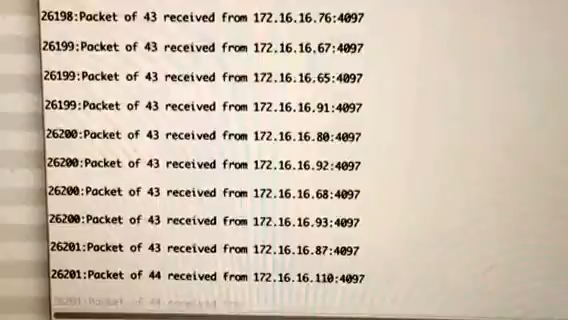 26198:Packet of 43 received from 172.16.16.76:4097
26199:Packet of 43 received from 172.16.16.67:4097
26199:Packet of 43 received from 172.16.16.65:4097
26199:Packet of 43 received from 172.16.16.91:4097
26200:Packet of 43 received from 172.16.16.80:4097
26200:Packet of 43 received from 172.16.16.92:4097
26200:Packet of 43 received from 172.16.16.68:4097
26200:Packet of 43 received from 172.16.16.93:4097
26201:Packet of 43 received from 172.16.16.87:4097
26201:Packet of 44 received from 172.16.16.110:4097
26201:Packet of 44 received